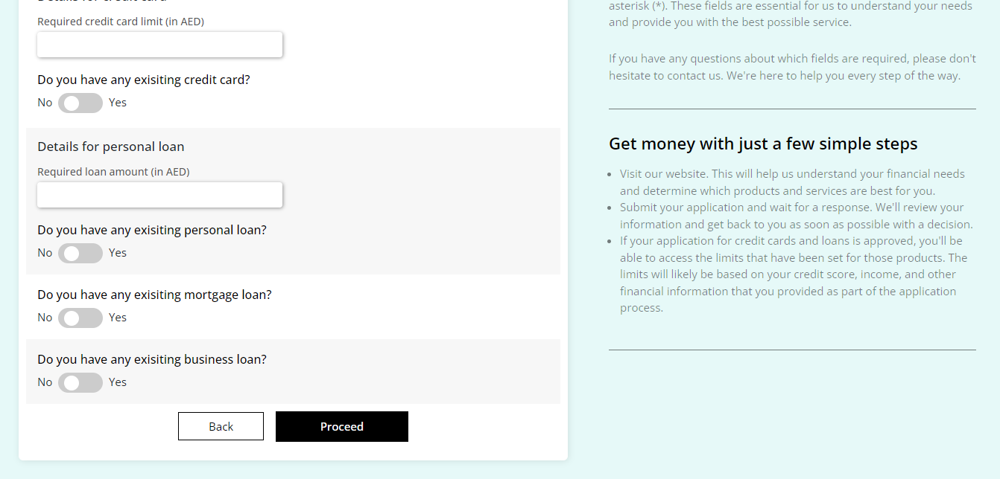 Details for credit card
Required credit card limit (in AED)
Do you have any exisiting credit card?
No Yes
Details for personal loan
Required loan amount (in AED)
Do you have any exisiting personal loan?
No Yes
Do you have any exisiting mortgage loan?
No Yes
Do you have any exisiting business loan?
No Yes
Back Proceed
asterisk (*). These fields are essential for us to understand your needs
and provide you with the best possible service.
If you have any questions about which fields are required, please don't
hesitate to contact us. We're here to help you every step of the way.
Get money with just a few simple steps
• Visit our website. This will help us understand your financial needs
and determine which products and services are best for you.
• Submit your application and wait for a response. We'll review your
information and get back to you as soon as possible with a decision.
• If your application for credit cards and loans is approved, you'll be
able to access the limits that have been set for those products. The
limits will likely be based on your credit score, income, and other
financial information that you provided as part of the application
process.